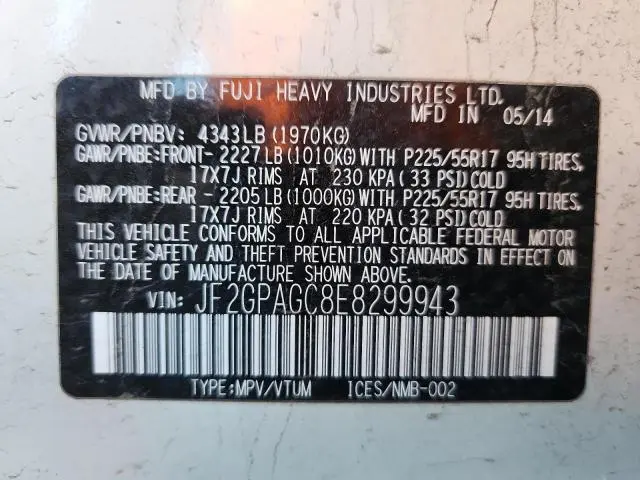 MFD BY FUJI HEAVY INDUSTRIES LTD.
MFD IN 05/14
GVWR/PNBV: 4343LB(1970KG)
GAWR/PNBE:FRONT- 2227LB(1010KG)WITH P225/55R17 95H TIRES,
17X7J RIMS AT 230 KPA(33 PSI)COLD
GAWR/PNBE:REAR - 2205LB(1000KG)WITH P225/55R17 95H TIRES,
17X7J RIMS AT 220 KPA(32 PSI)COLD
THIS VEHICLE CONFORMS TO ALL APPLICABLE FEDERAL MOTOR
VEHICLE SAFETY AND THEFT PREVENTION STANDARDS IN EFFECT ON
THE DATE OF MANUFACTURE SHOWN ABOVE.
VIN: JF2GPAGC8E8299943
TYPE:MPV/VTUM ICES/NMB-002